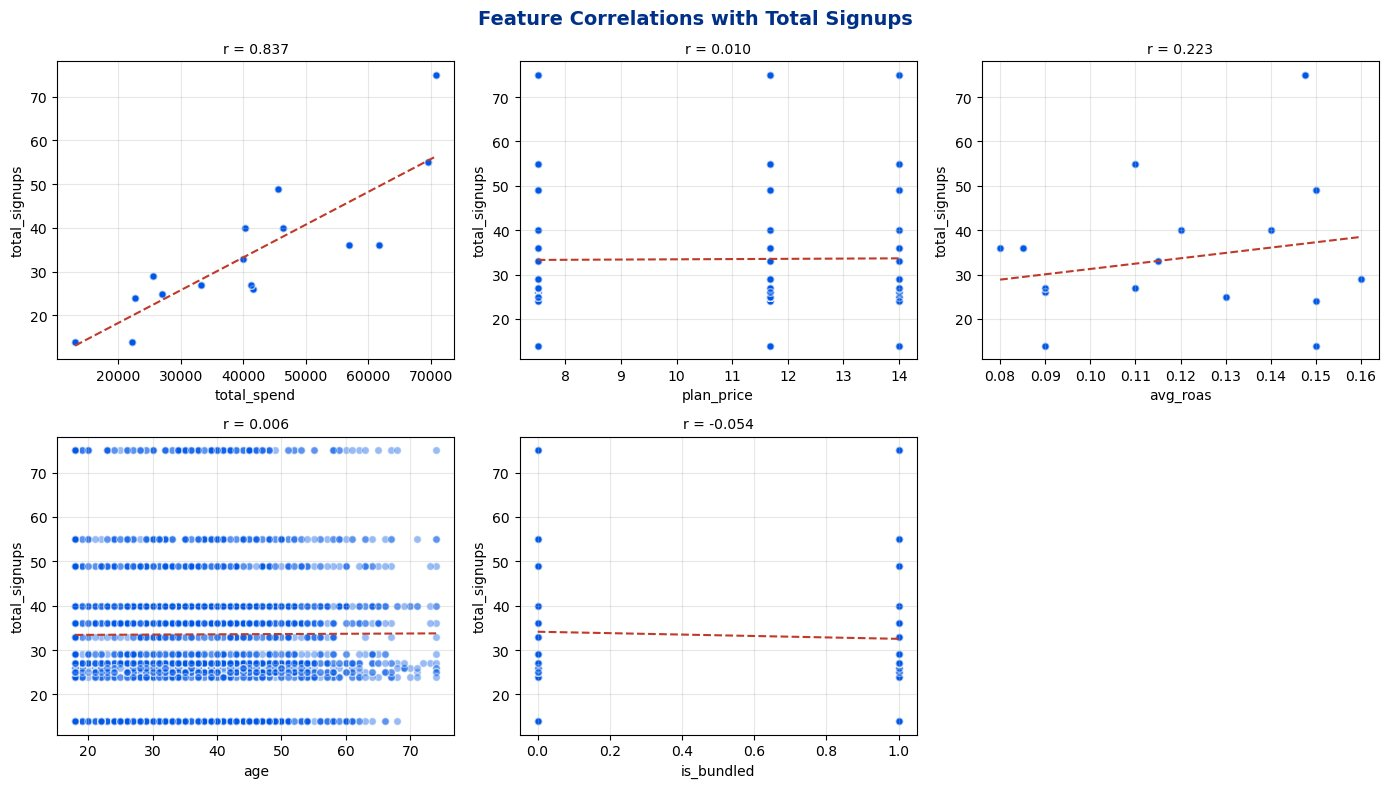 Feature Correlations with Total Signups
r = 0.837
total_signups
70
60
50
40
30
20
20000 30000 40000 50000 60000 70000
total_spend
r = 0.010
total_signups
70
60
50
40
30
20
8 9 10 11 12 13 14
plan_price
r = 0.223
total_signups
70
60
50
40
30
20
0.08 0.09 0.10 0.11 0.12 0.13 0.14 0.15 0.16
avg_roas
r = 0.006
total_signups
70
60
50
40
30
20
20 30 40 50 60 70
age
r = -0.054
total_signups
70
60
50
40
30
20
0.0 0.2 0.4 0.6 0.8 1.0
is_bundled